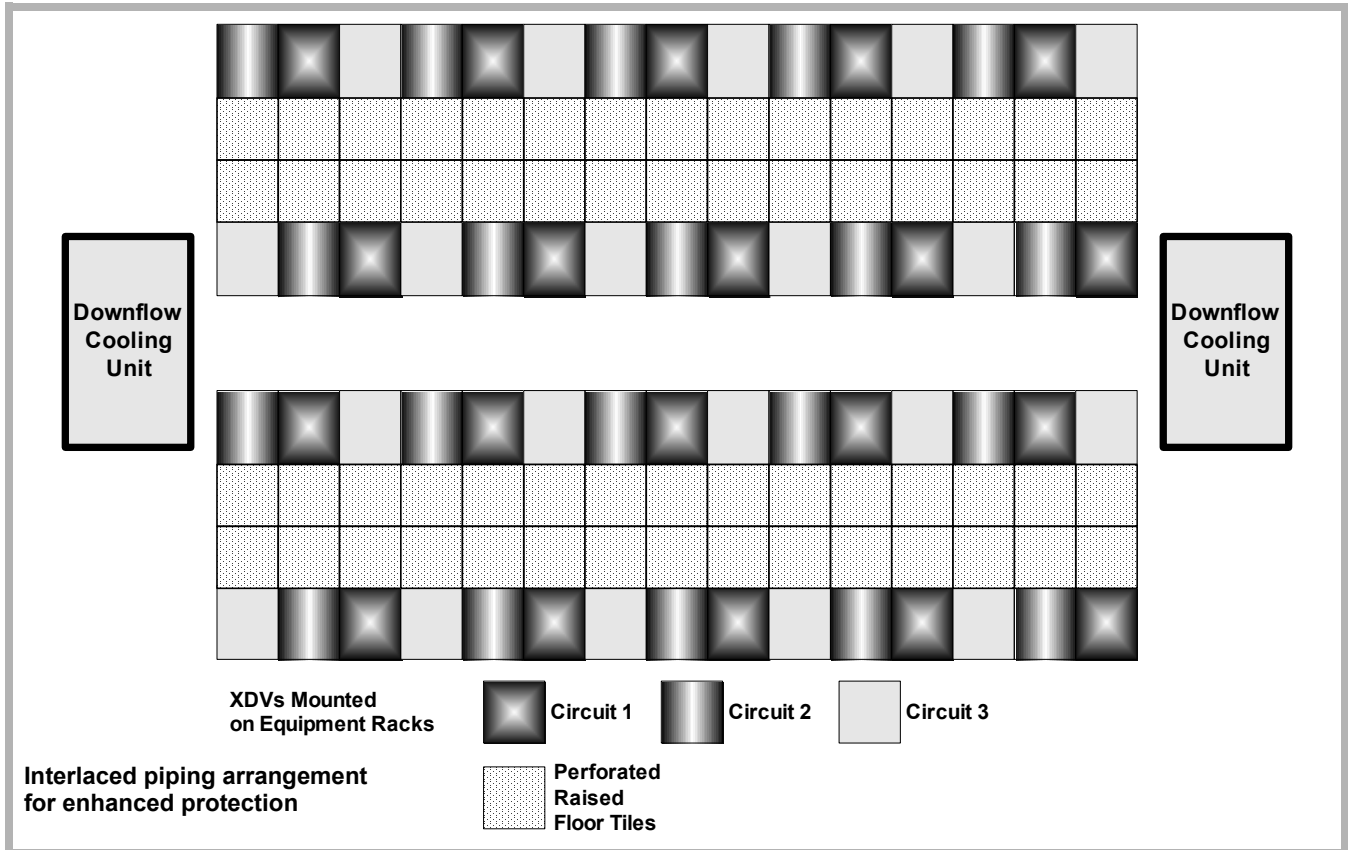 Downflow
Cooling
Unit
Downflow
Cooling
Unit
XDVs Mounted
on Equipment Racks
Circuit 1
Circuit 2
Circuit 3
Interlaced piping arrangement
for enhanced protection
Perforated
Raised
Floor Tiles